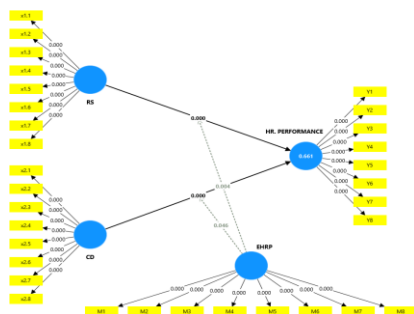 x1.1
0.000
x1.2
0.000
x1.3
0.000
x1.4
0.000
x1.5
0.000
x1.6
0.000
x1.7
0.000
x1.8
0.000
RS
0.000
HR. PERFORMANCE
Y1
0.000
Y2
0.000
Y3
0.000
Y4
0.000
Y5
0.000
Y6
0.000
Y7
0.000
Y8
0.000
x2.1
0.000
x2.2
0.000
x2.3
0.000
x2.4
0.000
x2.5
0.000
x2.6
0.000
x2.7
0.000
x2.8
0.000
CD
0.000
0.046
EHRP
0.000
0.000
0.000
0.000
0.000
0.000
0.000
0.000
M1
M2
M3
M4
M5
M6
M7
M8